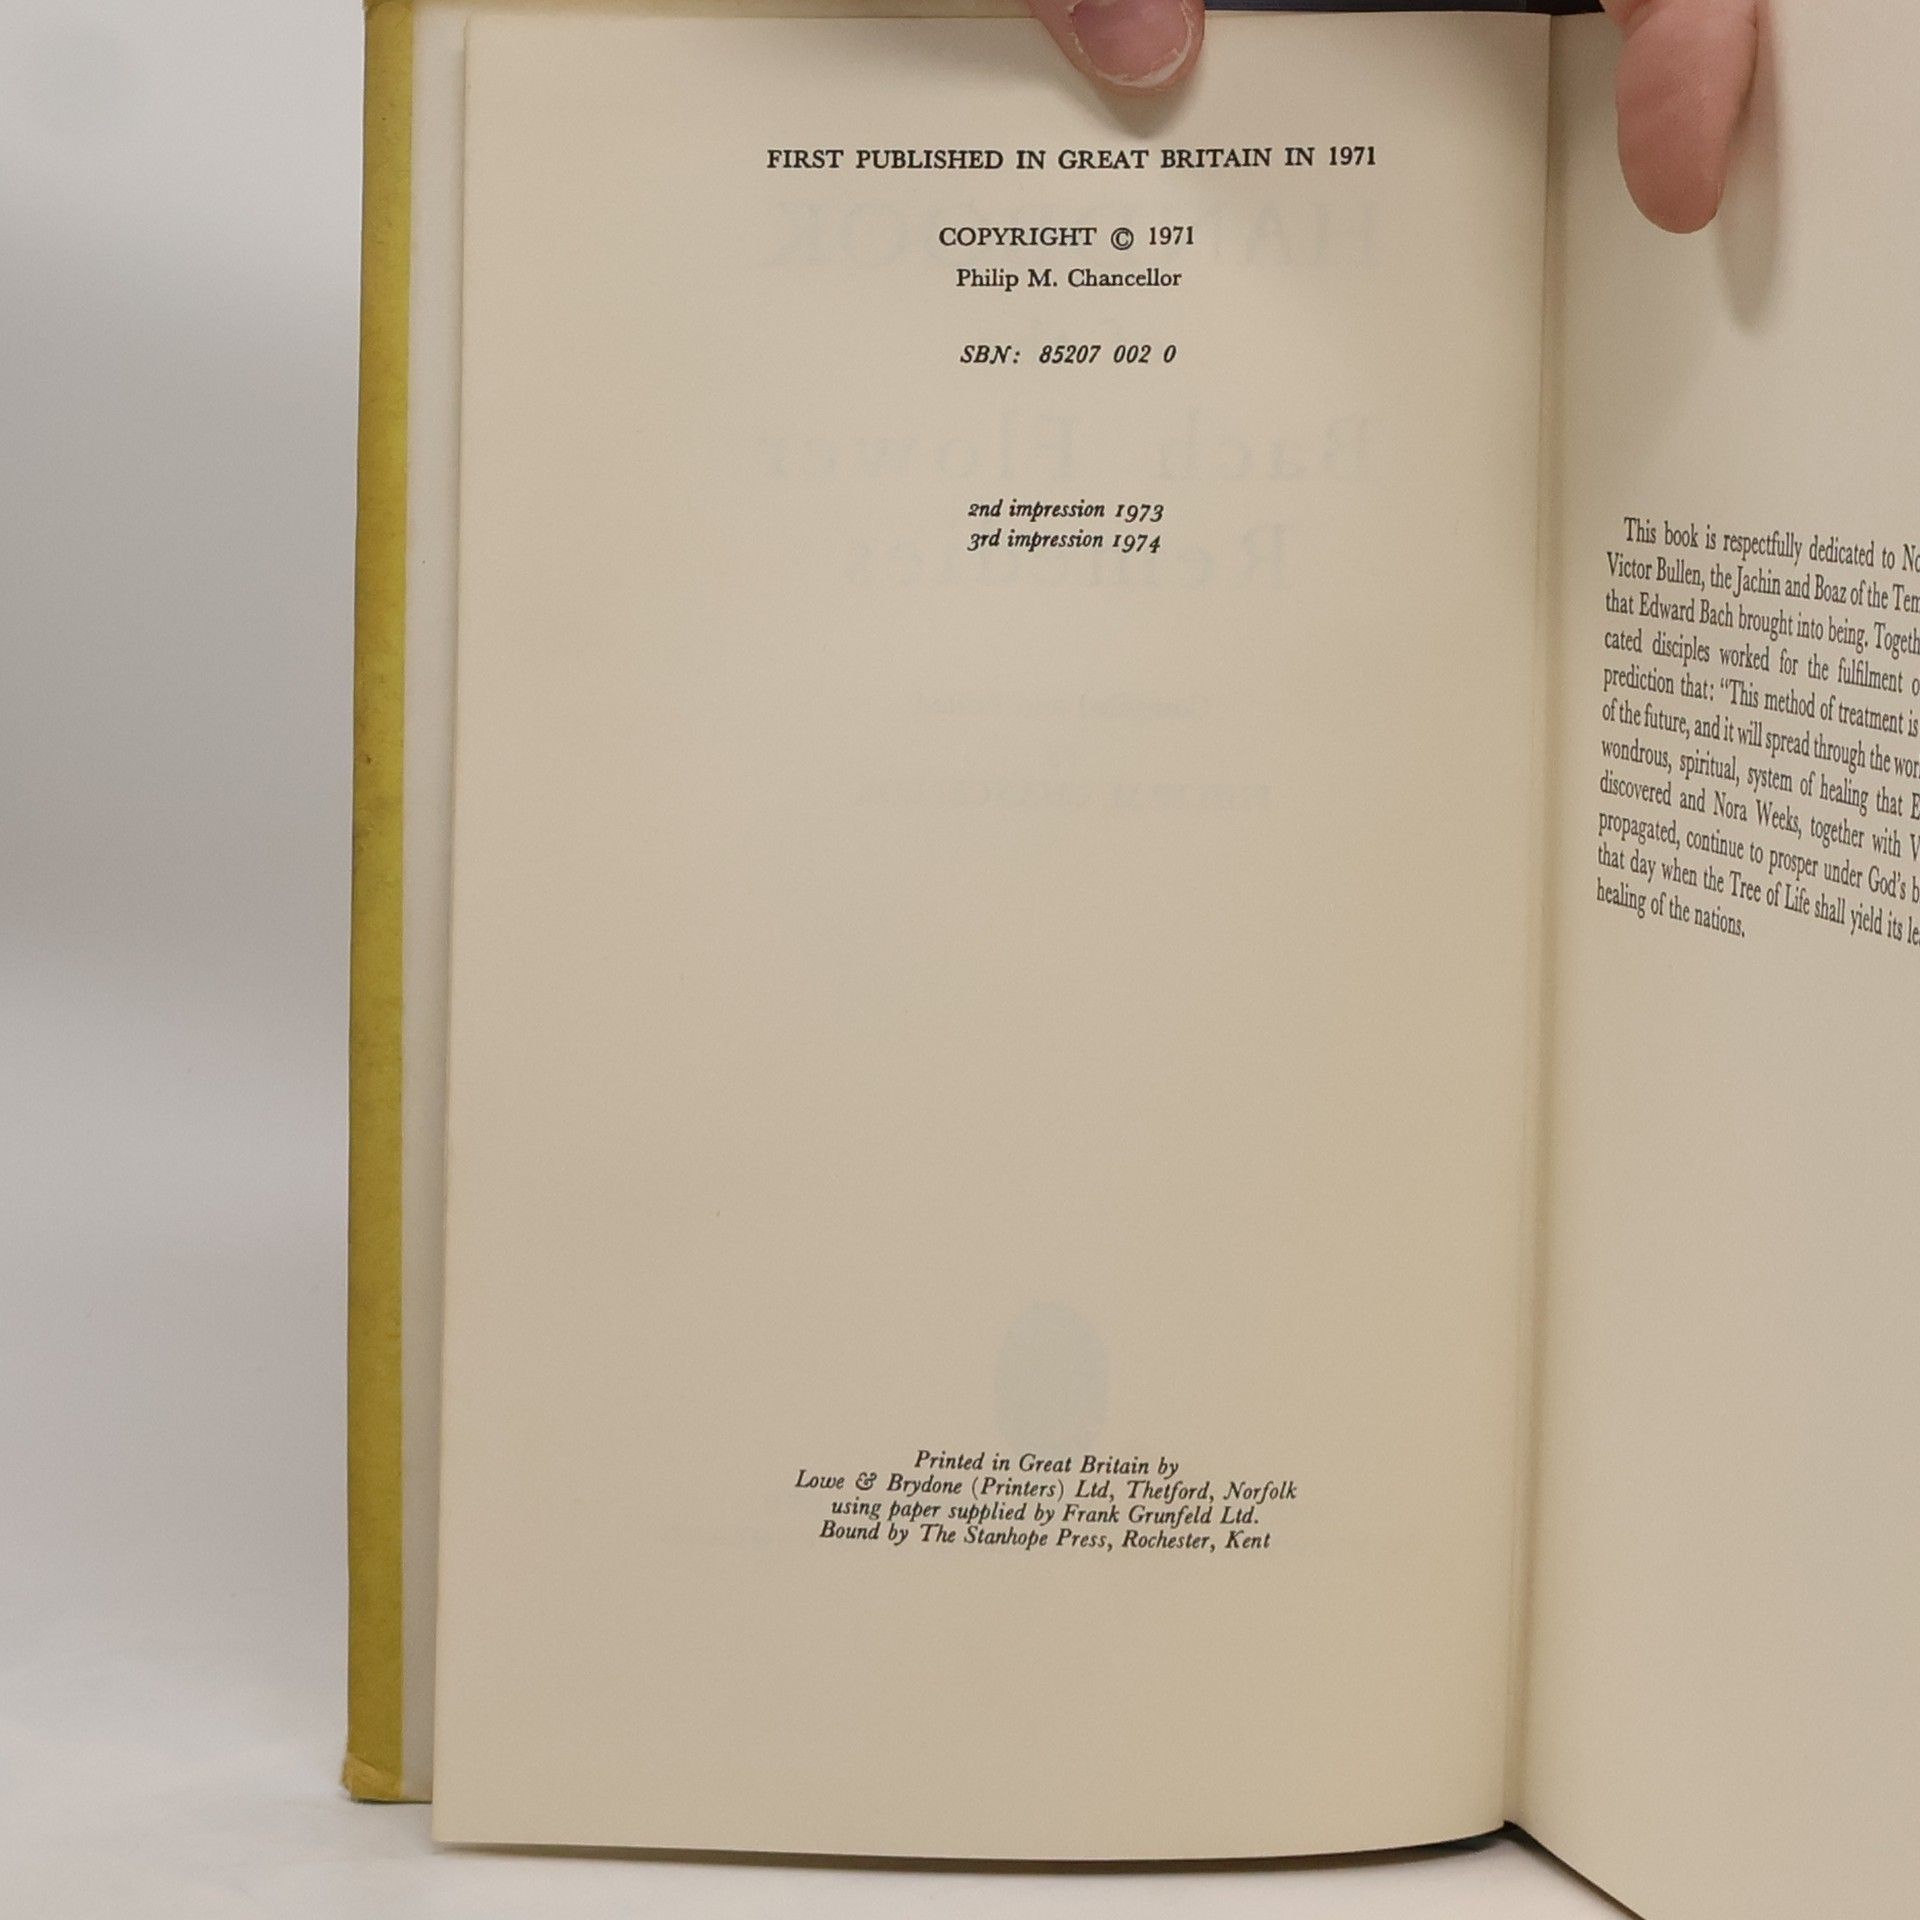 FIRST PUBLISHED IN GREAT BRITAIN IN 1971
COPYRIGHT © 1971
Philip M. Chancellor
SBN: 85207 002 0
2nd impression 1973
3rd impression 1974
Printed in Great Britain by
Lowe & Brydone (Printers) Ltd, Thetford, Norfolk
using paper supplied by Frank Grunfeld Ltd.
Bound by The Stanhope Press, Rochester, Kent
This book is respectfully dedicated to
Victor Bullen, the Jachin and Boaz of the
that Edward Bach brought into being.
cated disciples worked for the fulfilment
prediction that: "This method of treatment is
of the future, and it will spread through the
wondrous, spiritual, system of healing that
discovered and Nora Weeks, together with
propagated, continue to prosper under God's
that day when the Tree of Life shall yield its
healing of the nations.